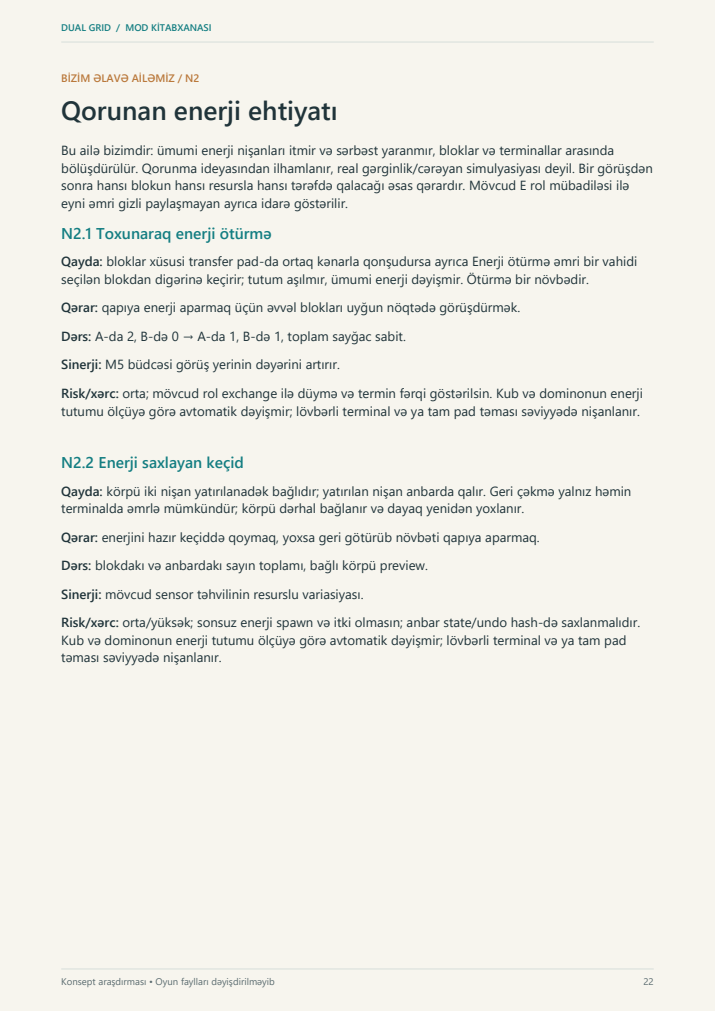 DUAL GRID / MOD KİTABXANASI
BİZİM ƏLAVƏ AİLƏMİZ / N2
Qorunan enerji ehtiyatı
Bu ailə bizimdir: ümumi enerji nişanları itmir və sərbəst yaranmır, bloklar və terminallar arasında
bölüşdürülür. Qorunma ideyasından ilhamlanır, real gərginlik/cərəyan simulyasiyası deyil. Bir görüşdən
sonra hansı blokun hansı resursla hansı tərəfdə qalacağı əsas qərardır. Mövcud E rol mübadiləsi ilə
eyni əmri gizli paylaşmayan ayrıca idarə göstərilir.
N2.1 Toxunaraq enerji ötürmə
Qayda: bloklar xüsusi transfer pad-da ortaq kənarla qonşudursa ayrıca Enerji ötürmə əmri bir vahidi
seçilən blokdan digərinə keçirir; tutum aşılmır, ümumi enerji dəyişmir. Ötürmə bir növbədir.
Qərar: qapıya enerji aparmaq üçün əvvəl blokları uyğun nöqtədə görüşdürmək.
Dərs: A-da 2, B-də 0 → A-da 1, B-də 1, toplam sayğac sabit.
Sinerji: M5 büdcəsi görüş yerinin dəyərini artırır.
Risk/xərc: orta; mövcud rol exchange ilə düymə və termin fərqi göstərilsin. Kub və dominonun enerji
tutumu ölçüyə görə avtomatik dəyişmir; lövbərli terminal və ya tam pad təması səviyyədə nişanlanır.
N2.2 Enerji saxlayan keçid
Qayda: körpü iki nişan yatırılanadək bağlıdır; yatırılan nişan anbarda qalır. Geri çəkmə yalnız həmin
terminalda əmrlə mümkündür; körpü dərhal bağlanır və dayaq yenidən yoxlanır.
Qərar: enerjini hazır keçiddə qoymaq, yoxsa geri götürüb növbəti qapıya aparmaq.
Dərs: blokdakı və anbardakı sayın toplamı, bağlı körpü preview.
Sinerji: mövcud sensor təhvilinin resurslu variasiyası.
Risk/xərc: orta/yüksək; sonsuz enerji spawn və itki olmasın; anbar state/undo hash-də saxlanmalıdır.
Kub və dominonun enerji tutumu ölçüyə görə avtomatik dəyişmir; lövbərli terminal və ya tam pad
təması səviyyədə nişanlanır.
Konsept araşdırması • Oyun faylları dəyişdirilməyib
22